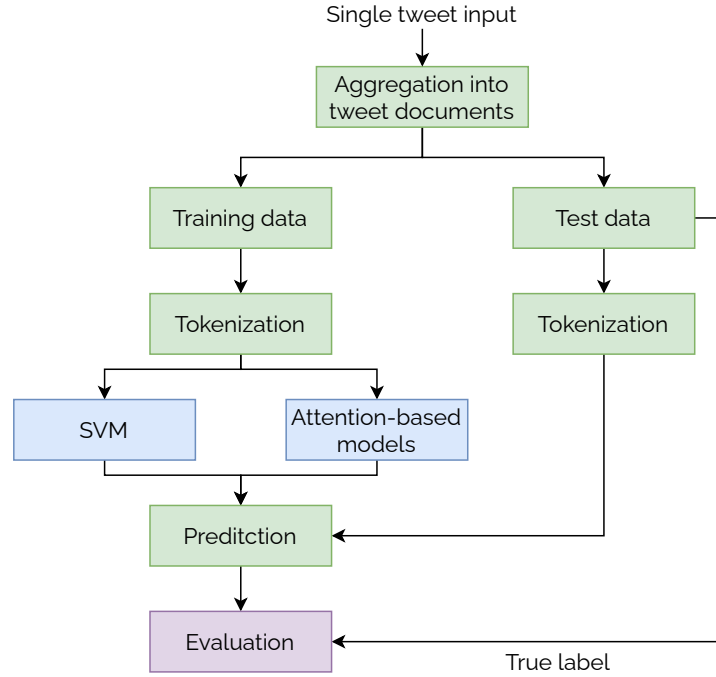 Single tweet input
Aggregation into
tweet documents
Training data
Test data
Tokenization
Tokenization
SVM
Attention-based
models
Preditction
Evaluation
True label